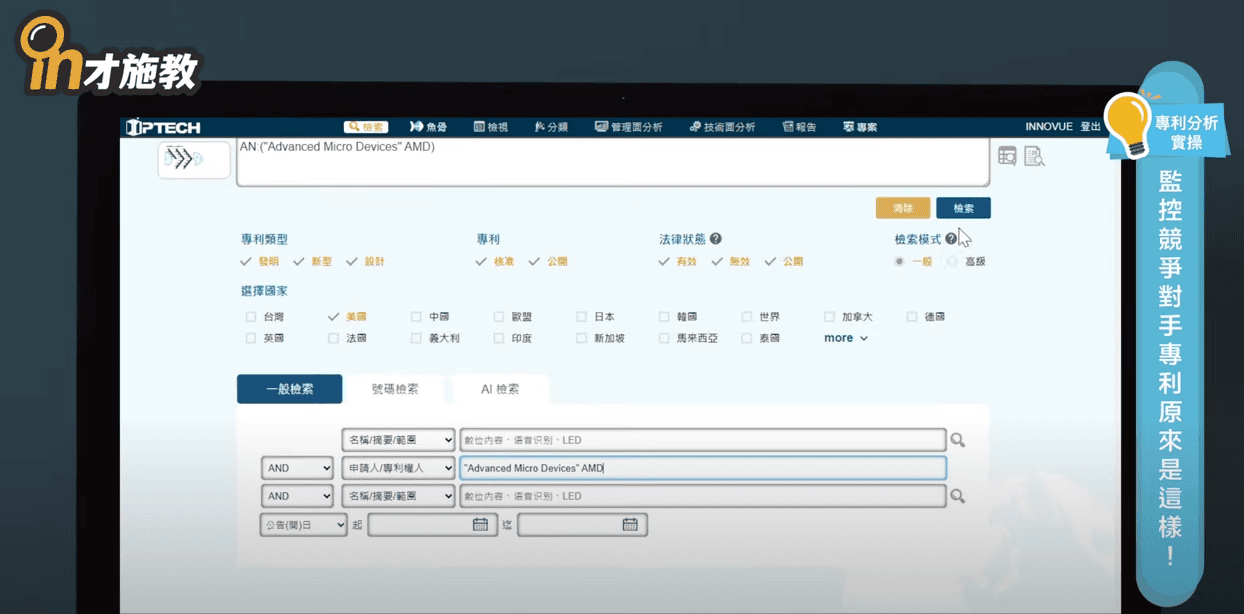 in才施教
IPTECH
檢索
魚骨
檢視
分類
管理面分析
技術面分析
報告
專案
INNOVUE 登出
專利分析
實操
監控競爭對手專利原來是這樣！
AN:("Advanced Micro Devices" AMD)
清除
檢索
專利類型
專利
法律狀態
檢索模式
發明 新型 設計
核准 公開
有效 無效 公開
一般 高級
選擇國家
台灣 美國 中國 歐盟 日本 韓國 世界 加拿大 德國
英國 法國 義大利 印度 新加坡 馬來西亞 泰國 more
一般檢索 號碼檢索 AI 檢索
名稱/摘要/範圍 數位內容、语音识别、LED
AND 申請人/專利權人 "Advanced Micro Devices" AMD
AND 名稱/摘要/範圍 數位內容、语音识别、LED
公告(開)日 起 迄